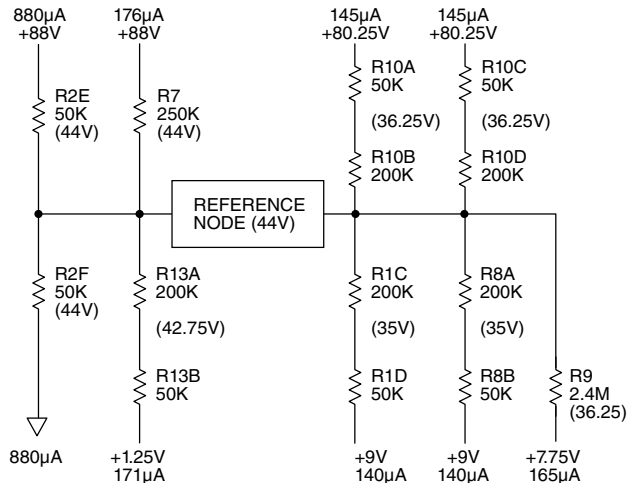 880µA
+88V
176µA
+88V
145µA
+80.25V
145µA
+80.25V
R2E
50K
(44V)
R7
250K
(44V)
R10A
50K
(36.25V)
R10B
200K
R10C
50K
(36.25V)
R10D
200K
REFERENCE
NODE (44V)
R2F
50K
(44V)
R13A
200K
(42.75V)
R13B
50K
R1C
200K
(35V)
R1D
50K
R8A
200K
(35V)
R8B
50K
R9
2.4M
(36.25)
880µA
+1.25V
171µA
+9V
140µA
+9V
140µA
+7.75V
165µA